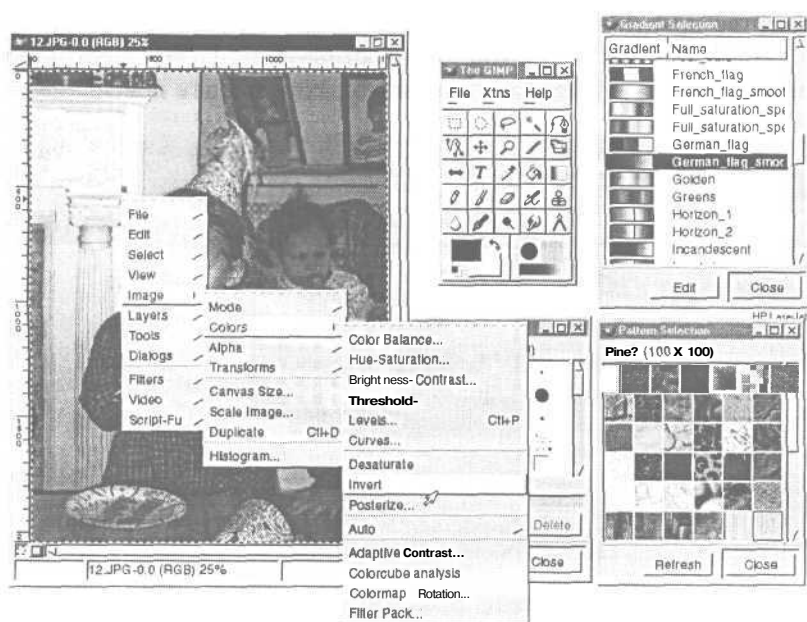 12.JPG-0.0 (RGB) 25%
500
1000
File
Edit
Select
View
Image
Layers
Tools
Dialogs
Filters
Video
Script-Fu
Mode
Colors
Alpha
Transforms
Canvas Size...
Scale Image...
Duplicate Ctl+D
Histogram...
Color Balance...
Hue-Saturation...
Bright ness- Contrast...
Threshold-
Levels... Ctl+P
Curves...
Desaturate
Invert
Posterize...
Auto
Adaptive Contrast...
Colorcube analysis
Colormap Rotation...
Filter Pack...
12.JPG-0.0 (RGB) 25%
The GIMP
File Xtns Help
T
Delete
Close
Gradient Selection
Gradient Name
French_flag
French_flag_smoot
Full_saturation_spe
Full_saturation_spe
German_flag
German_flag_smoo
Golden
Greens
Horizon_1
Horizon_2
Incandescent
Edit Close
Pattern Selection
Pine? (100 X 100)
Refresh Close